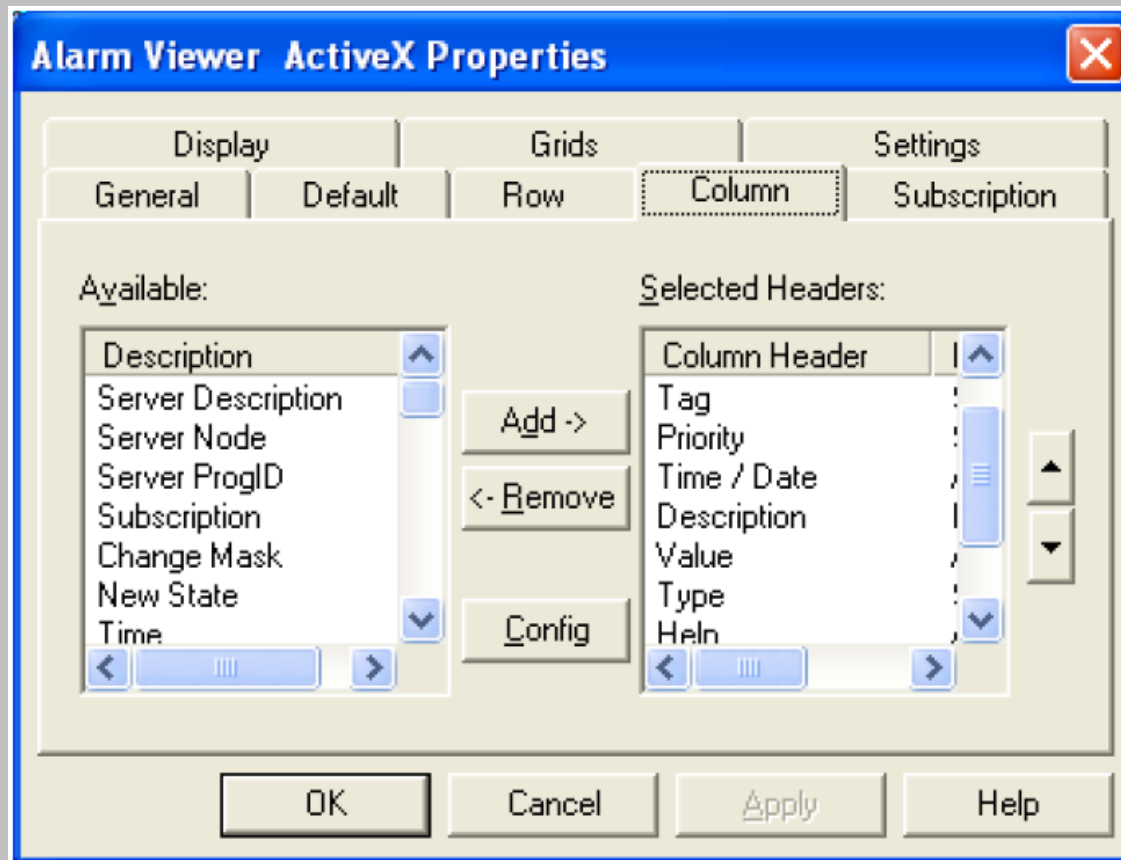 Alarm Viewer ActiveX Properties
Display Grids Settings
General Default Row Column Subscription
Available:
Description
Server Description
Server Node
Server ProgID
Subscription
Change Mask
New State
Time
Add ->
<- Remove
Config
Selected Headers:
Column Header
Tag
Priority
Time / Date
Description
Value
Type
Help
OK Cancel Apply Help